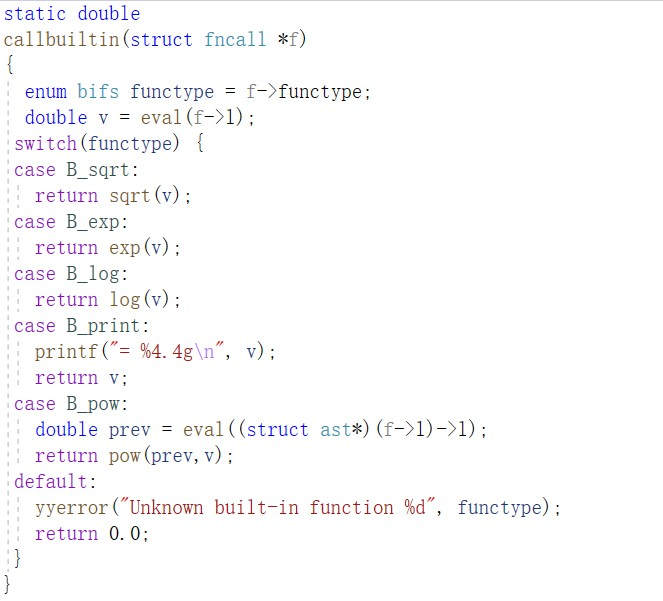 static double
callbuiltin(struct fncall *f)
{
enum bifs functype = f->functype;
double v = eval(f->l);
switch(functype) {
case B_sqrt:
return sqrt(v);
case B_exp:
return exp(v);
case B_log:
return log(v);
case B_print:
printf("= %4.4g\n", v);
return v;
case B_pow:
double prev = eval((struct ast*)(f->l)->l);
return pow(prev,v);
default:
yyerror("Unknown built-in function %d", functype);
return 0.0;
}
}